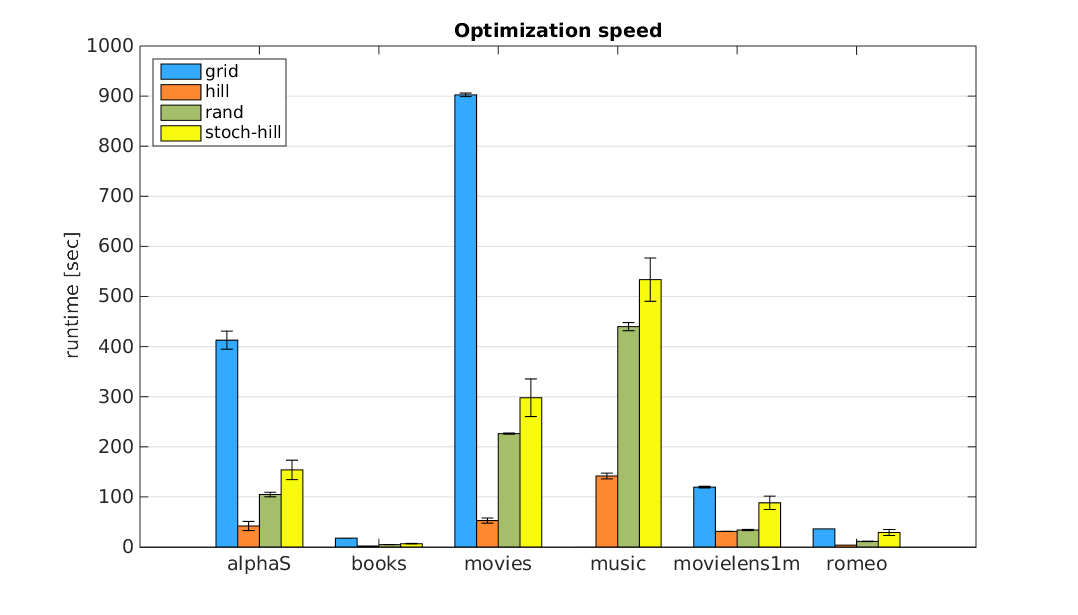 Optimization speed
1000
900
800
700
600
500
400
300
200
100
0
runtime [sec]
grid
hill
rand
stoch-hill
alphaS books movies music movielens1m romeo